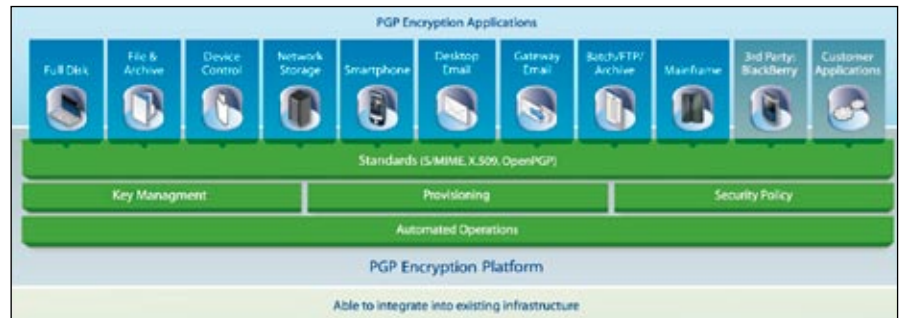 PGP Encryption Applications
Full Disk
File &
Archive
Device
Control
Network
Storage
Smartphone
Desktop
Email
Gateway
Email
Batch/FTP/
Archive
Mainframe
3rd Party:
BlackBerry
Customer
Applications
Standards (S/MIME, X.509, OpenPGP)
Key Managment
Provisioning
Security Policy
Automated Operations
PGP Encryption Platform
Able to integrate into existing infrastructure